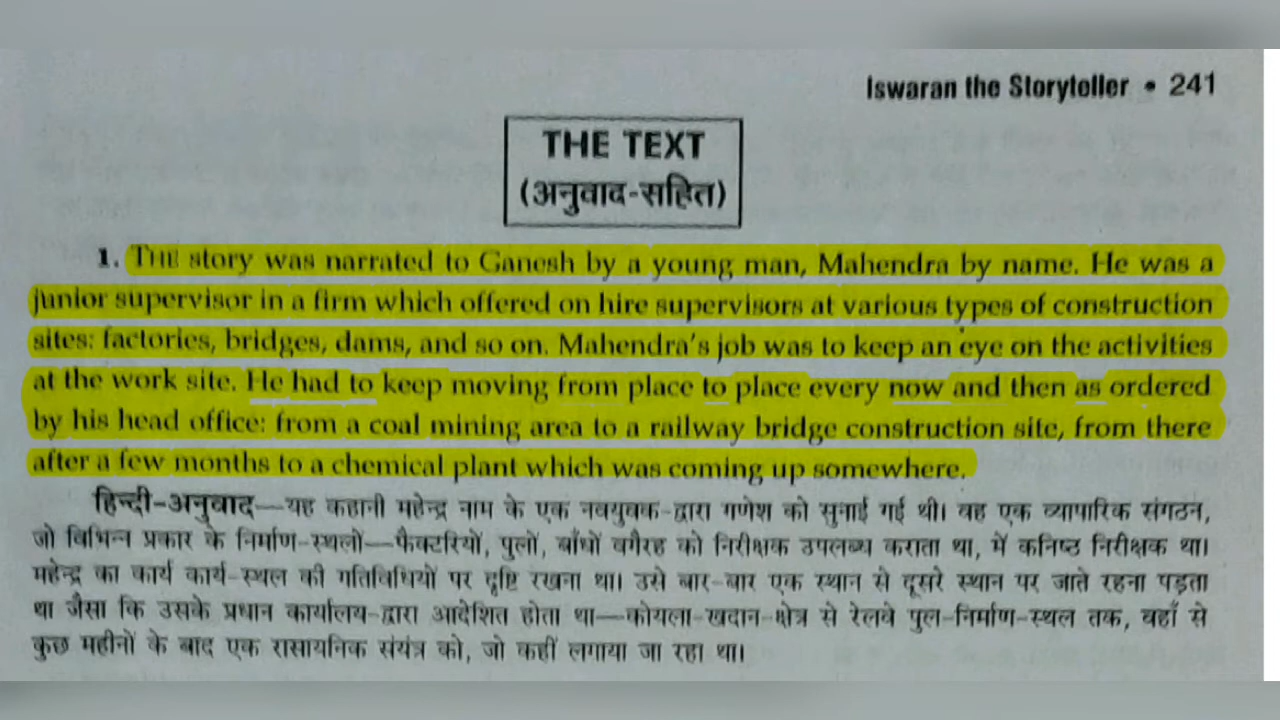 Iswaran the Storyteller • 241
THE TEXT
(अनुवाद-सहित)
1. THE story was narrated to Ganesh by a young man, Mahendra by name. He was a
junior supervisor in a firm which offered on hire supervisors at various types of construction
sites: factories, bridges, dams, and so on. Mahendra's job was to keep an eye on the activities
at the work site. He had to keep moving from place to place every now and then as ordered
by his head office: from a coal mining area to a railway bridge construction site, from there
after a few months to a chemical plant which was coming up somewhere.
हिन्दी-अनुवाद—यह कहानी महेन्द्र नाम के एक नवयुवक-द्वारा गणेश को सुनाई गई थी। वह एक व्यापारिक संगठन,
जो विभिन्न प्रकार के निर्माण-स्थलों—फैक्टरियों, पुलों, बाँधों वगैरह को निरीक्षक उपलब्ध कराता था, में कनिष्ठ निरीक्षक था।
महेन्द्र का कार्य कार्य-स्थल की गतिविधियों पर दृष्टि रखना था। उसे बार-बार एक स्थान से दूसरे स्थान पर जाते रहना पड़ता
था जैसा कि उसके प्रधान कार्यालय-द्वारा आदेशित होता था—कोयला-खदान-क्षेत्र से रेलवे पुल-निर्माण-स्थल तक, वहाँ से
कुछ महीनों के बाद एक रासायनिक संयंत्र को, जो कहीं लगाया जा रहा था।